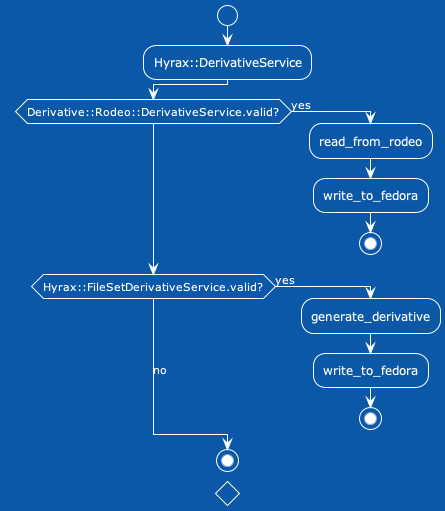 Hyrax::DerivativeService
Derivative::Rodeo::DerivativeService.valid?
yes
read_from_rodeo
write_to_fedora
Hyrax::FileSetDerivativeService.valid?
yes
generate_derivative
write_to_fedora
no